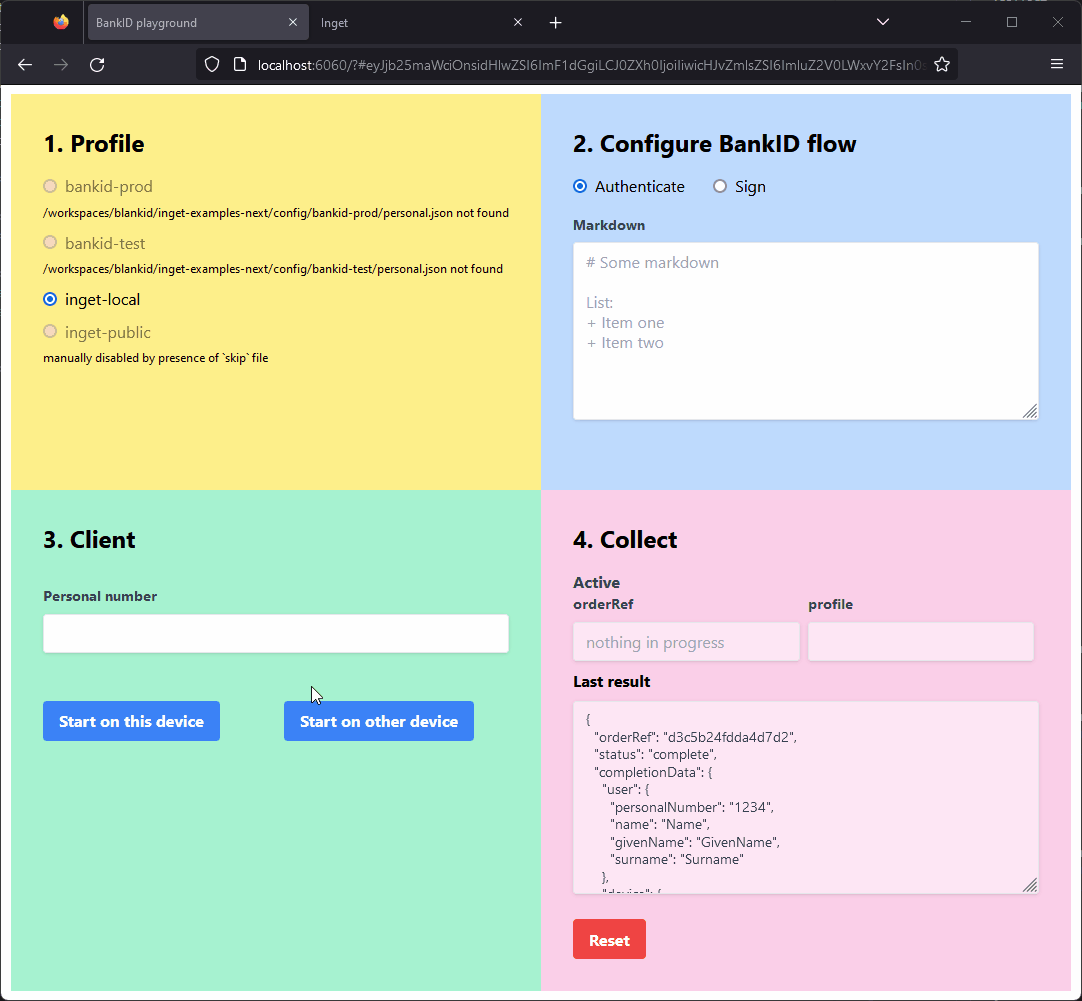 BankID playground
Inget
localhost:6060/?#eyJjb25maWciOnsidHlwZSI6ImF1dGgiLCJ0ZXh0IjoiIiwicHJvZmlsZSI6ImluZ2V0LWxvY2FsIn0s
1. Profile
bankid-prod
/workspaces/blankid/inget-examples-next/config/bankid-prod/personal.json not found
bankid-test
/workspaces/blankid/inget-examples-next/config/bankid-test/personal.json not found
inget-local
inget-public
manually disabled by presence of `skip` file
2. Configure BankID flow
Authenticate Sign
Markdown
# Some markdown
List:
+ Item one
+ Item two
3. Client
Personal number
Start on this device
Start on other device
4. Collect
Active
orderRef profile
nothing in progress
Last result
{
"orderRef": "d3c5b24fdda4d7d2",
"status": "complete",
"completionData": {
"user": {
"personalNumber": "1234",
"name": "Name",
"givenName": "GivenName",
"surname": "Surname"
},
"device": {
Reset